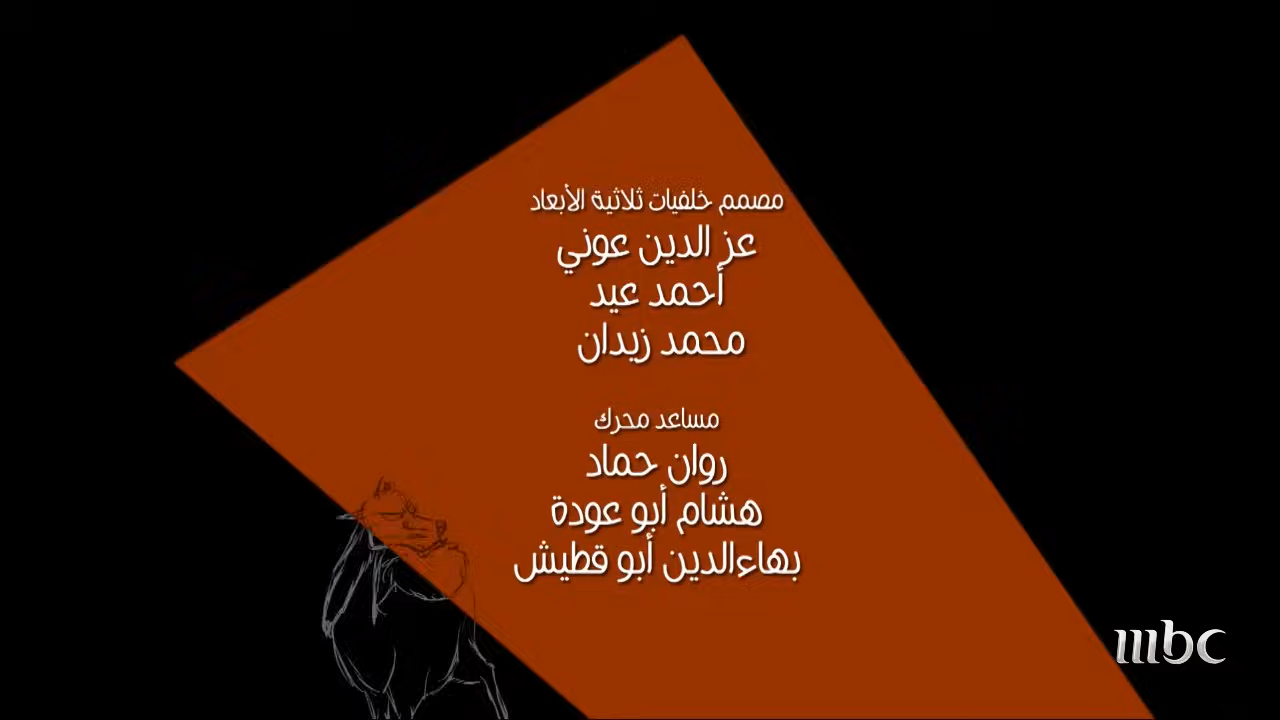 مصمم خلفيات ثلاثية الأبعاد
عز الدين عوني
أحمد عيد
محمد زيدان
مساعد محرك
روان حماد
هشام أبو عودة
بهاءالدين أبو قطيش
mbc